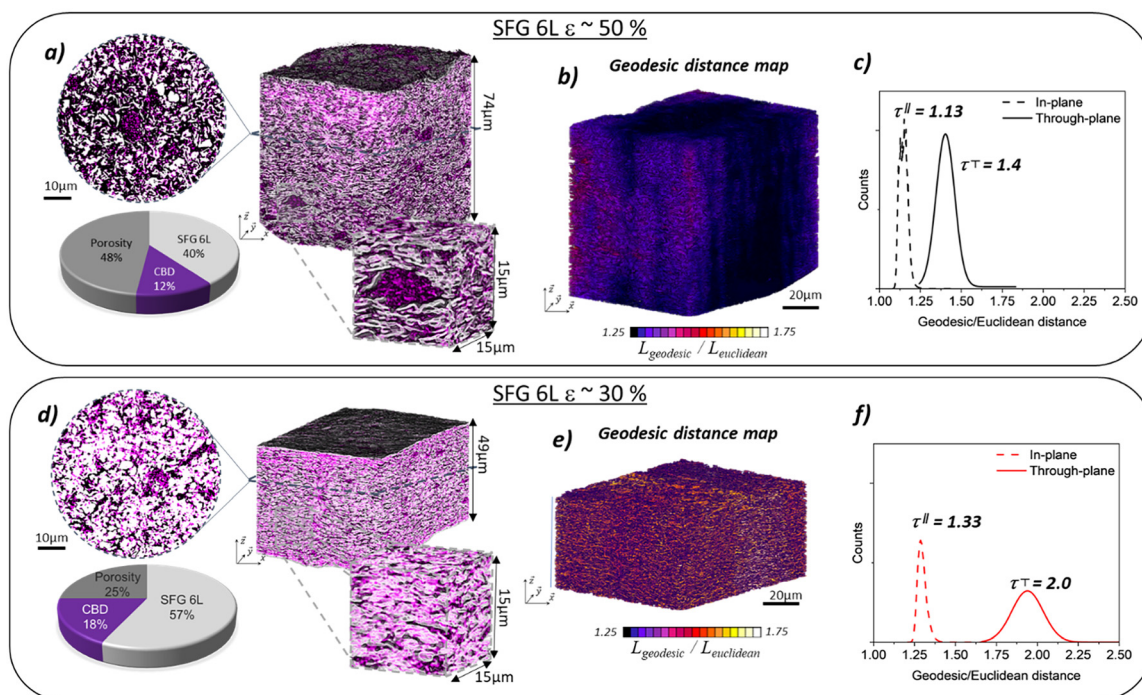 SFG 6L ε ~ 50 %
a)
10µm
Porosity
48%
SFG 6L
40%
CBD
12%
74µm
z⃗
y⃗
x
15µm
15µm
b)
Geodesic distance map
z⃗
y⃗
x⃗
20µm
1.25
1.75
L geodesic / L euclidean
c)
In-plane
Through-plane
τ// = 1.13
τ⊤ = 1.4
Counts
1.00 1.25 1.50 1.75 2.00 2.25 2.50
Geodesic/Euclidean distance
SFG 6L ε ~ 30 %
d)
10µm
Porosity
25%
CBD
18%
SFG 6L
57%
49µm
z⃗
y⃗
x
15µm
15µm
e)
Geodesic distance map
z⃗
y⃗
x⃗
20µm
1.25
1.75
L geodesic / L euclidean
f)
In-plane
Through-plane
τ// = 1.33
τ⊤ = 2.0
Counts
1.00 1.25 1.50 1.75 2.00 2.25 2.50
Geodesic/Euclidean distance